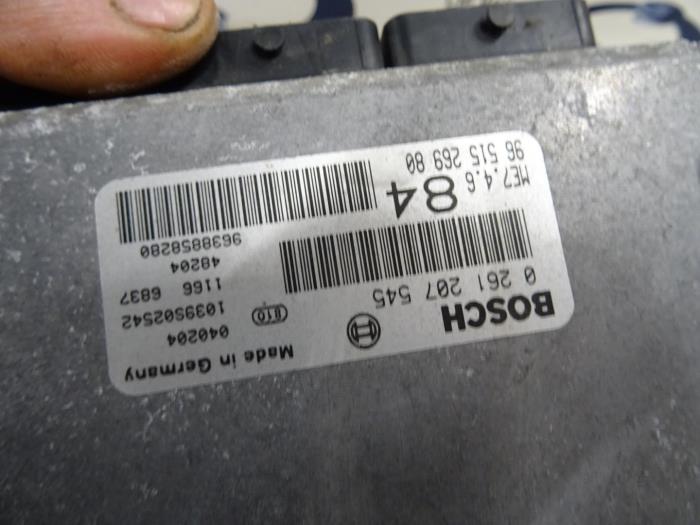 BOSCH
Made in Germany
0 261 207 545
040204
1039S02542
1166 6837
48204
9638858280
84
ME7.4.6
96 515 269 80